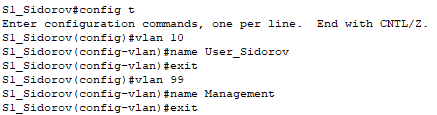 S1_Sidorov#config t
Enter configuration commands, one per line.  End with CNTL/Z.
S1_Sidorov(config)#vlan 10
S1_Sidorov(config-vlan)#name User_Sidorov
S1_Sidorov(config-vlan)#exit
S1_Sidorov(config)#vlan 99
S1_Sidorov(config-vlan)#name Management
S1_Sidorov(config-vlan)#exit